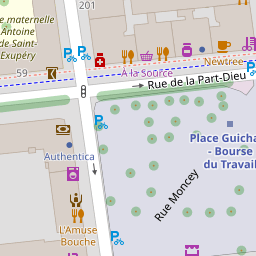 201
e maternelle
Antoine
de Saint-
Exupéry
59
À la Source
Newtree
Rue de la Part-Dieu
Authentica
Place Guicha
- Bourse
du Travail
Rue Moncey
L'Amuse
Bouche